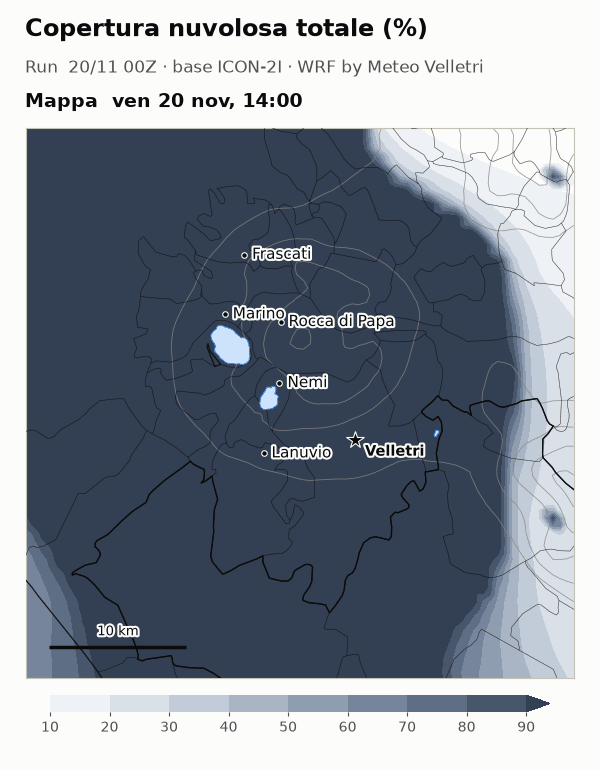 Copertura nuvolosa totale (%)
Run  20/11 00Z · base ICON-2I · WRF by Meteo Velletri
Mappa  ven 20 nov, 14:00
Frascati
Marino
Rocca di Papa
Nemi
Velletri
Lanuvio
10 km
10 20 30 40 50 60 70 80 90